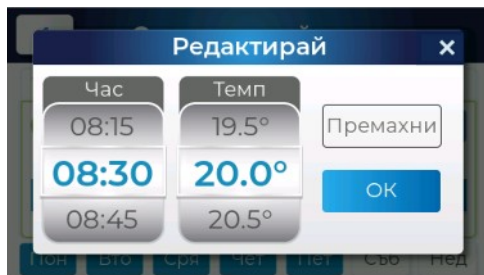 Редактирай ×
Час Темп
08:15 19.5° Премахни
08:30 20.0°
ОК
08:45 20.5°
Пон Вто Сря Чет Пет Съб Нед